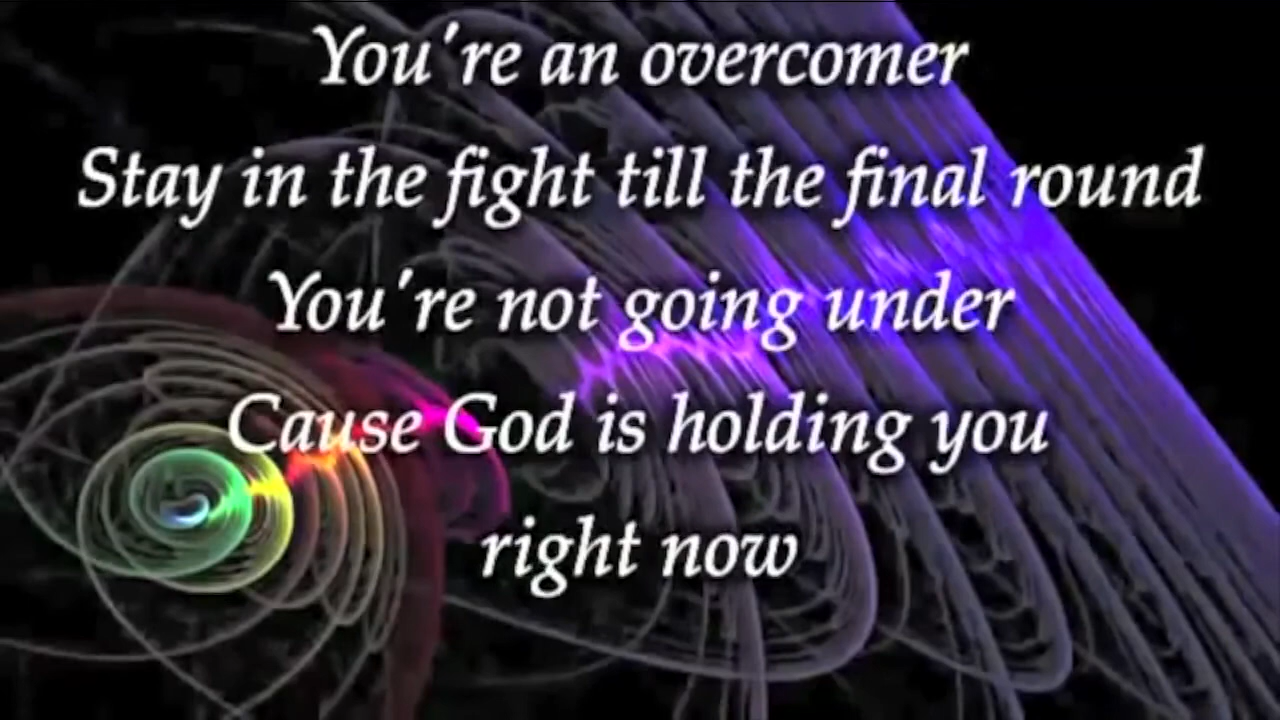 You're an overcomer
Stay in the fight till the final round
You're not going under
Cause God is holding you
right now